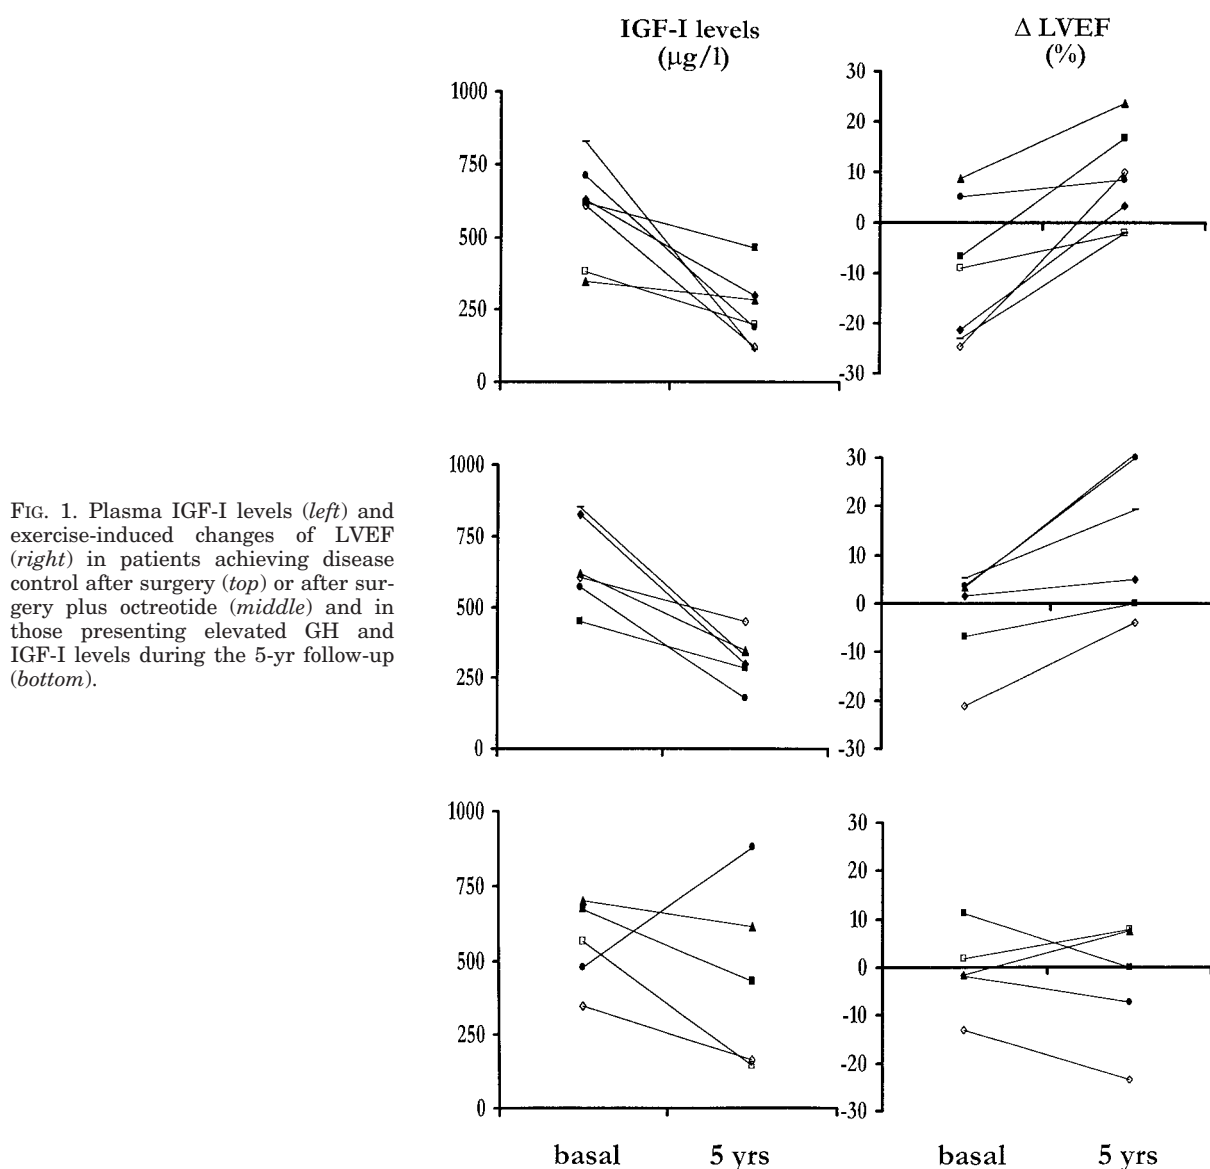 IGF-I levels
(μg/l)
Δ LVEF
(%)
1000
750
500
250
0
30
20
10
0
-10
-20
-30
1000
750
500
250
0
30
20
10
0
-10
-20
-30
FIG. 1. Plasma IGF-I levels (left) and
exercise-induced changes of LVEF
(right) in patients achieving disease
control after surgery (top) or after sur-
gery plus octreotide (middle) and in
those presenting elevated GH and
IGF-I levels during the 5-yr follow-up
(bottom).
1000
750
500
250
0
30
20
10
0
-10
-20
-30
basal 5 yrs
basal 5 yrs